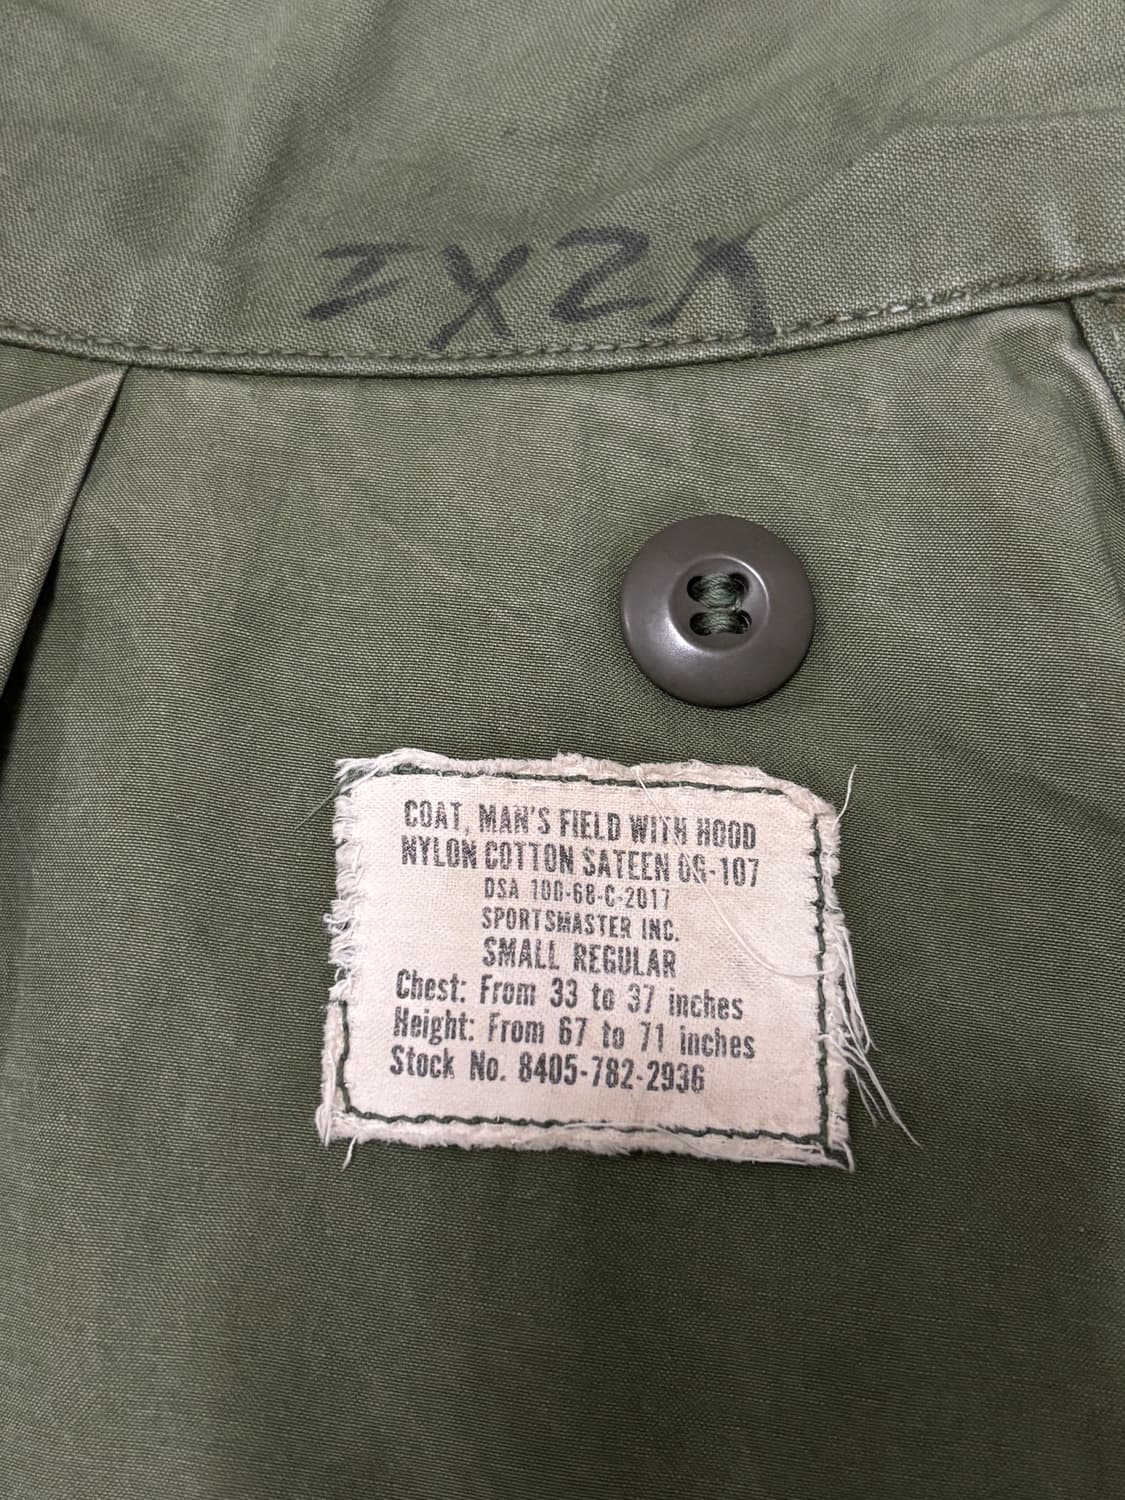 COAT, MAN'S FIELD WITH HOOD
NYLON COTTON SATEEN OG-107
DSA 100-68-C-2017
SPORTSMASTER INC.
SMALL REGULAR
Chest: From 33 to 37 inches
Height: From 67 to 71 inches
Stock No. 8405-782-2936